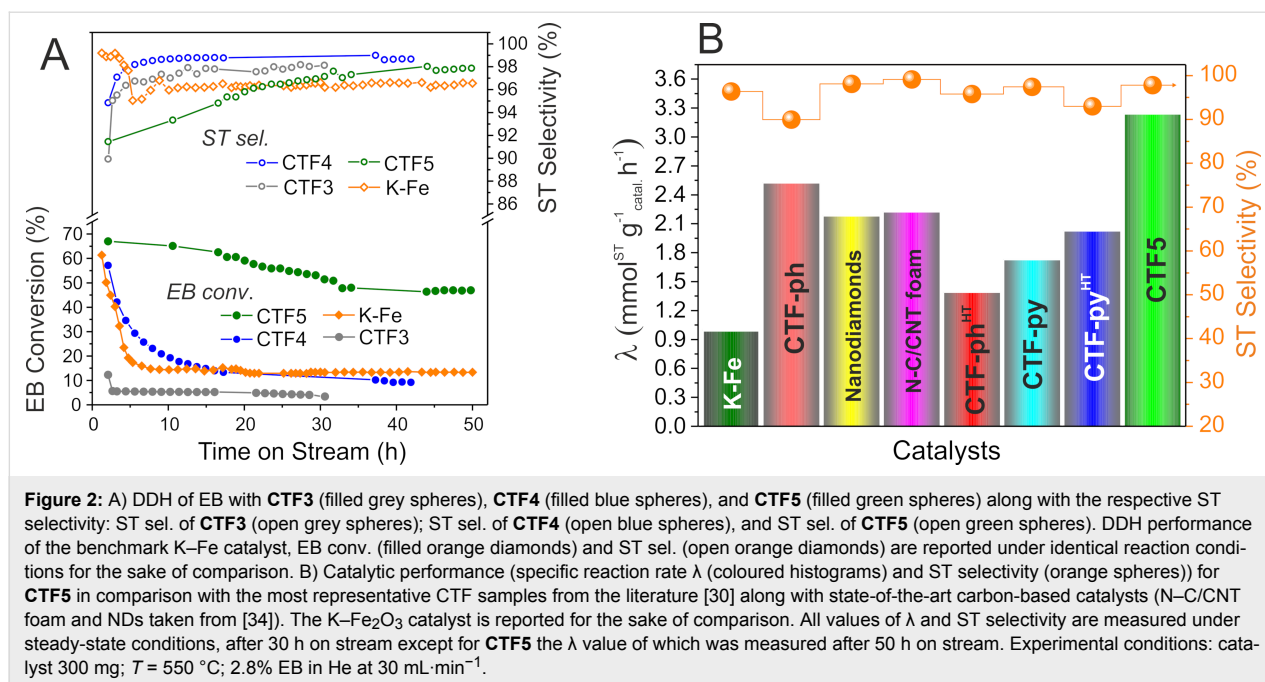 A
EB Conversion (%)
70
65
60
55
50
45
40
35
30
25
20
15
10
5
0
0
10
20
30
40
50
Time on Stream (h)
100
99
98
97
96
95
94
93
92
91
90
89
88
86
ST Selectivity (%)
ST sel.
CTF4
CTF5
CTF3
K-Fe
EB conv.
CTF5
K-Fe
CTF4
CTF3
B
λ (mmol^ST g^-1 catal. h^-1)
3.6
3.3
3.0
2.7
2.4
2.1
1.8
1.5
1.2
0.9
0.6
0.3
0.0
K-Fe
CTF-ph
Nanodiamonds
N-C/CNT foam
CTF-ph^HT
CTF-py
CTF-py^HT
CTF5
Catalysts
100
90
80
70
60
50
40
30
20
ST Selectivity (%)
Figure 2: A) DDH of EB with CTF3 (filled grey spheres), CTF4 (filled blue spheres), and CTF5 (filled green spheres) along with the respective ST
selectivity: ST sel. of CTF3 (open grey spheres); ST sel. of CTF4 (open blue spheres), and ST sel. of CTF5 (open green spheres). DDH performance
of the benchmark K–Fe catalyst, EB conv. (filled orange diamonds) and ST sel. (open orange diamonds) are reported under identical reaction condi-
tions for the sake of comparison. B) Catalytic performance (specific reaction rate λ (coloured histograms) and ST selectivity (orange spheres)) for
CTF5 in comparison with the most representative CTF samples from the literature [30] along with state-of-the-art carbon-based catalysts (N–C/CNT
foam and NDs taken from [34]). The K–Fe₂O₃ catalyst is reported for the sake of comparison. All values of λ and ST selectivity are measured under
steady-state conditions, after 30 h on stream except for CTF5 the λ value of which was measured after 50 h on stream. Experimental conditions: cata-
lyst 300 mg; T = 550 °C; 2.8% EB in He at 30 mL·min⁻¹.